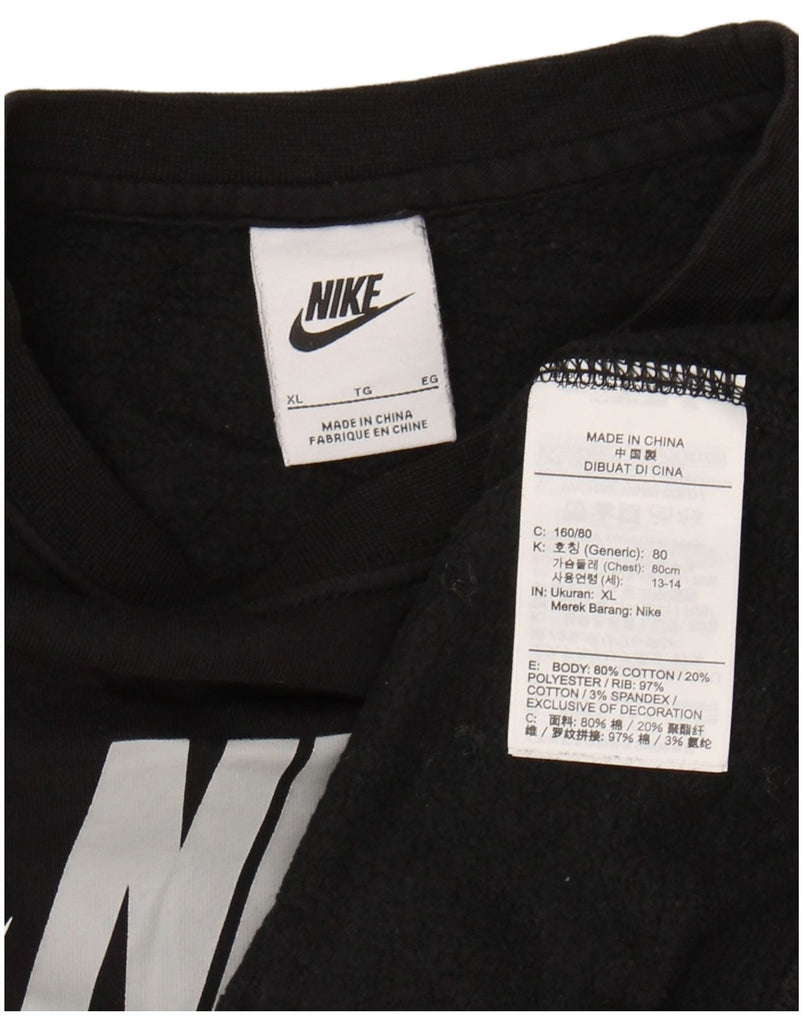 NIKE
XL TG EG
MADE IN CHINA
FABRIQUE EN CHINE
MADE IN CHINA
中国製
DIBUAT DI CINA
C: 160/80
K: 호칭 (Generic): 80
가슴둘레 (Chest): 80cm
사용연령 (세): 13-14
IN: Ukuran: XL
Merek Barang: Nike
E: BODY: 80% COTTON / 20%
POLYESTER / RIB: 97%
COTTON / 3% SPANDEX /
EXCLUSIVE OF DECORATION
C: 面料: 80% 棉 / 20% 聚酯纤
维 / 罗纹拼接: 97% 棉 / 3% 氨纶
N